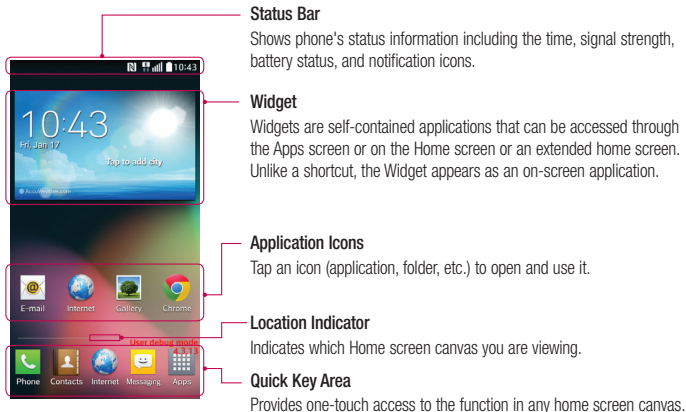 Status Bar
Shows phone's status information including the time, signal strength,
battery status, and notification icons.
10:43
Widget
Widgets are self-contained applications that can be accessed through
the Apps screen or on the Home screen or an extended home screen.
Unlike a shortcut, the Widget appears as an on-screen application.
10:43
Fri, Jan 17
Tap to add city
AccuWeather.com
Application Icons
Tap an icon (application, folder, etc.) to open and use it.
E-mail Internet Gallery Chrome
Location Indicator
Indicates which Home screen canvas you are viewing.
User debug mode
4.3.13
Phone Contacts Internet Messaging Apps
Quick Key Area
Provides one-touch access to the function in any home screen canvas.